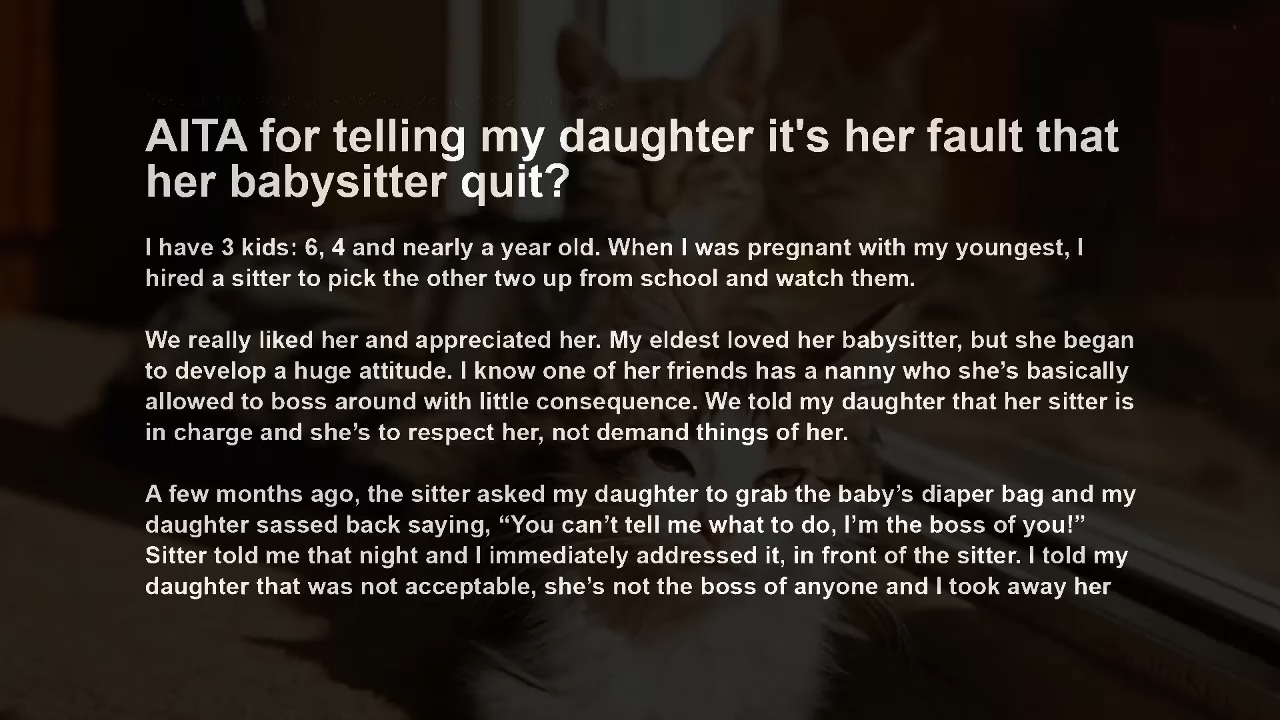 AITA for telling my daughter it's her fault that
her babysitter quit?
I have 3 kids: 6, 4 and nearly a year old. When I was pregnant with my youngest, I
hired a sitter to pick the other two up from school and watch them.
We really liked her and appreciated her. My eldest loved her babysitter, but she began
to develop a huge attitude. I know one of her friends has a nanny who she’s basically
allowed to boss around with little consequence. We told my daughter that her sitter is
in charge and she’s to respect her, not demand things of her.
A few months ago, the sitter asked my daughter to grab the baby’s diaper bag and my
daughter sassed back saying, “You can’t tell me what to do, I’m the boss of you!”
Sitter told me that night and I immediately addressed it, in front of the sitter. I told my
daughter that was not acceptable, she’s not the boss of anyone and I took away her